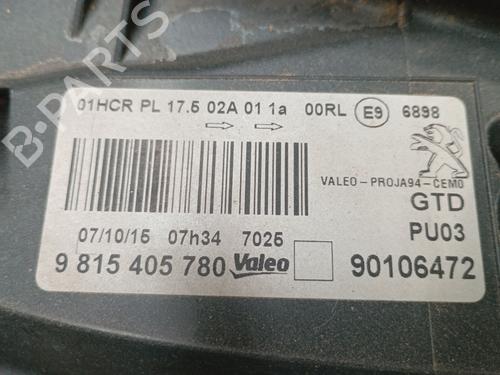 B-PARTS
01HCR PL 17.5 02A 01 1a 00RL E9 6898
VALEO-PROJA94-CEM0
GTD
07/10/15 07h34 7025 PU03
9 815 405 780 Valeo 90106472